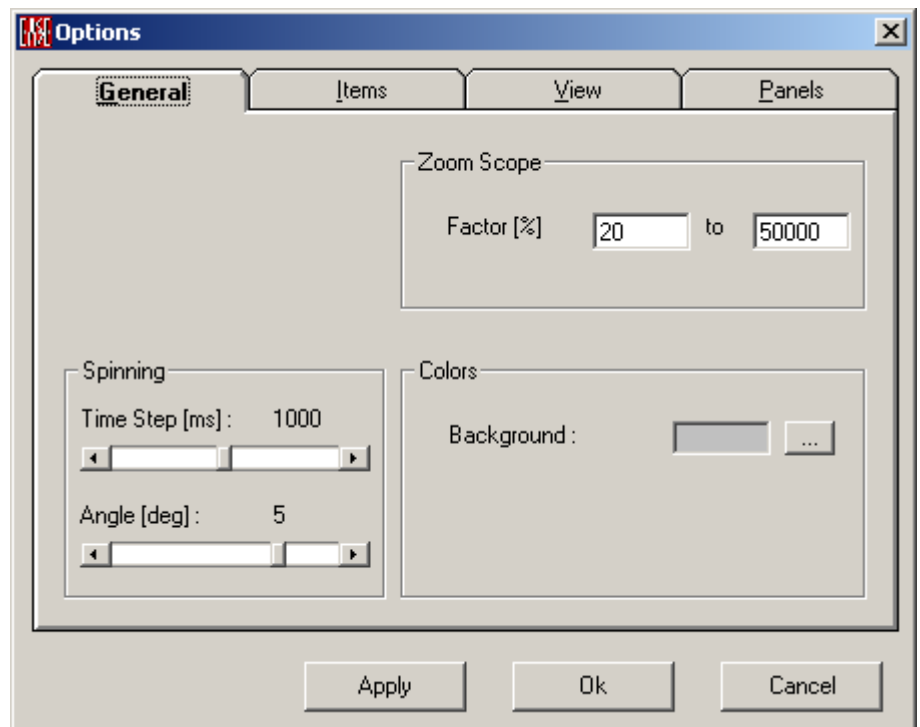 EASE
Options
General Items View Panels
Zoom Scope
Factor [%] 20 to 50000
Spinning
Time Step [ms] : 1000
Angle [deg] : 5
Colors
Background : ...
Apply Ok Cancel